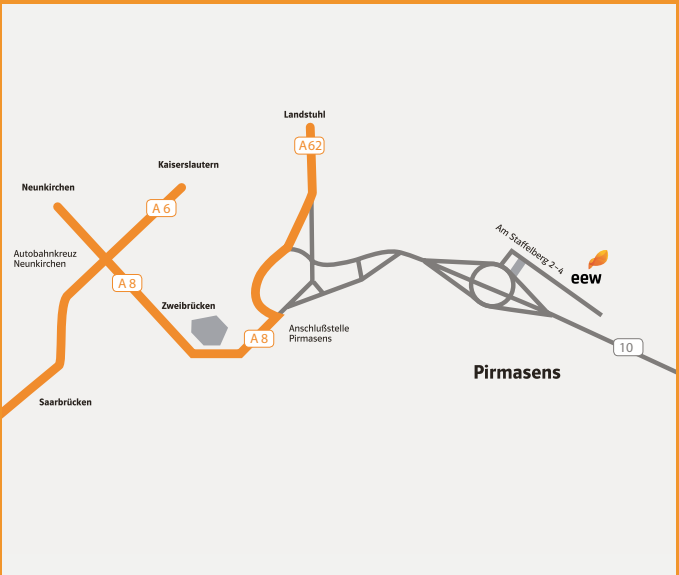 Landstuhl
A62
Kaiserslautern
Neunkirchen
A 6
Am Staffelberg 2-4
Autobahnkreuz
Neunkirchen
eew
A 8
Zweibrücken
Anschlußstelle
Pirmasens
A 8
10
Pirmasens
Saarbrücken